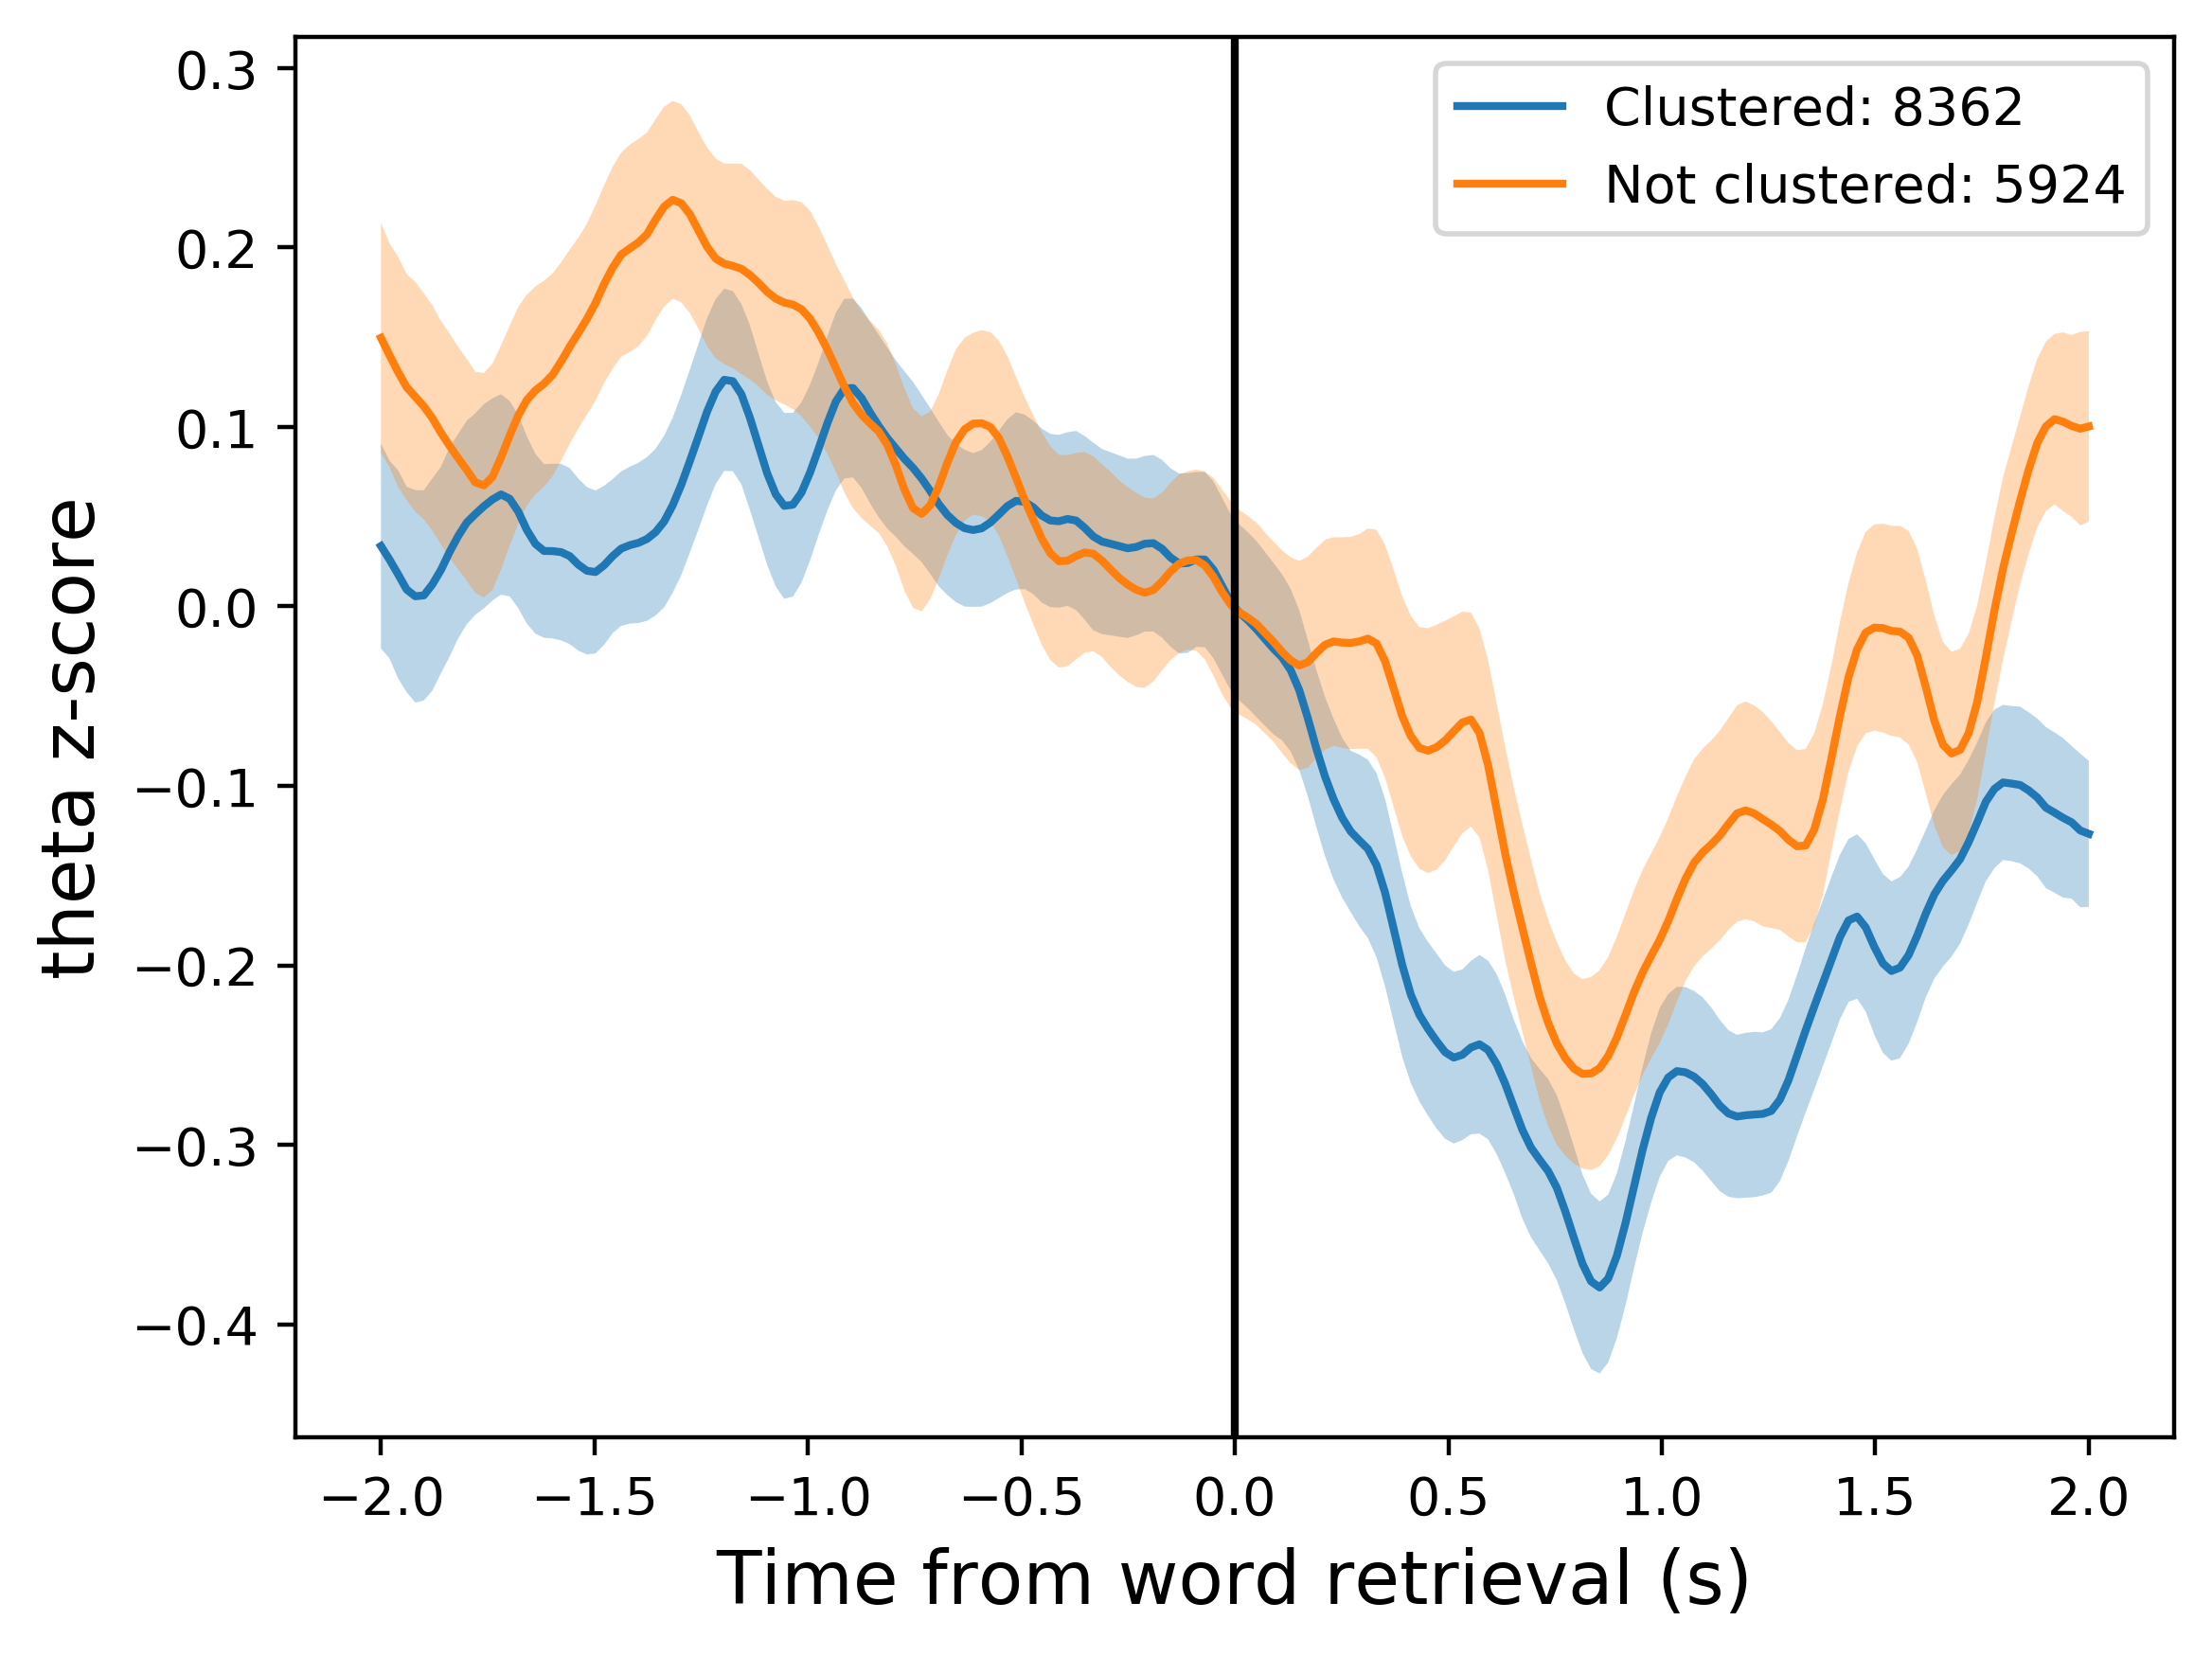 Clustered: 8362
Not clustered: 5924
theta z-score
0.3
0.2
0.1
0.0
−0.1
−0.2
−0.3
−0.4
−2.0 −1.5 −1.0 −0.5 0.0 0.5 1.0 1.5 2.0
Time from word retrieval (s)